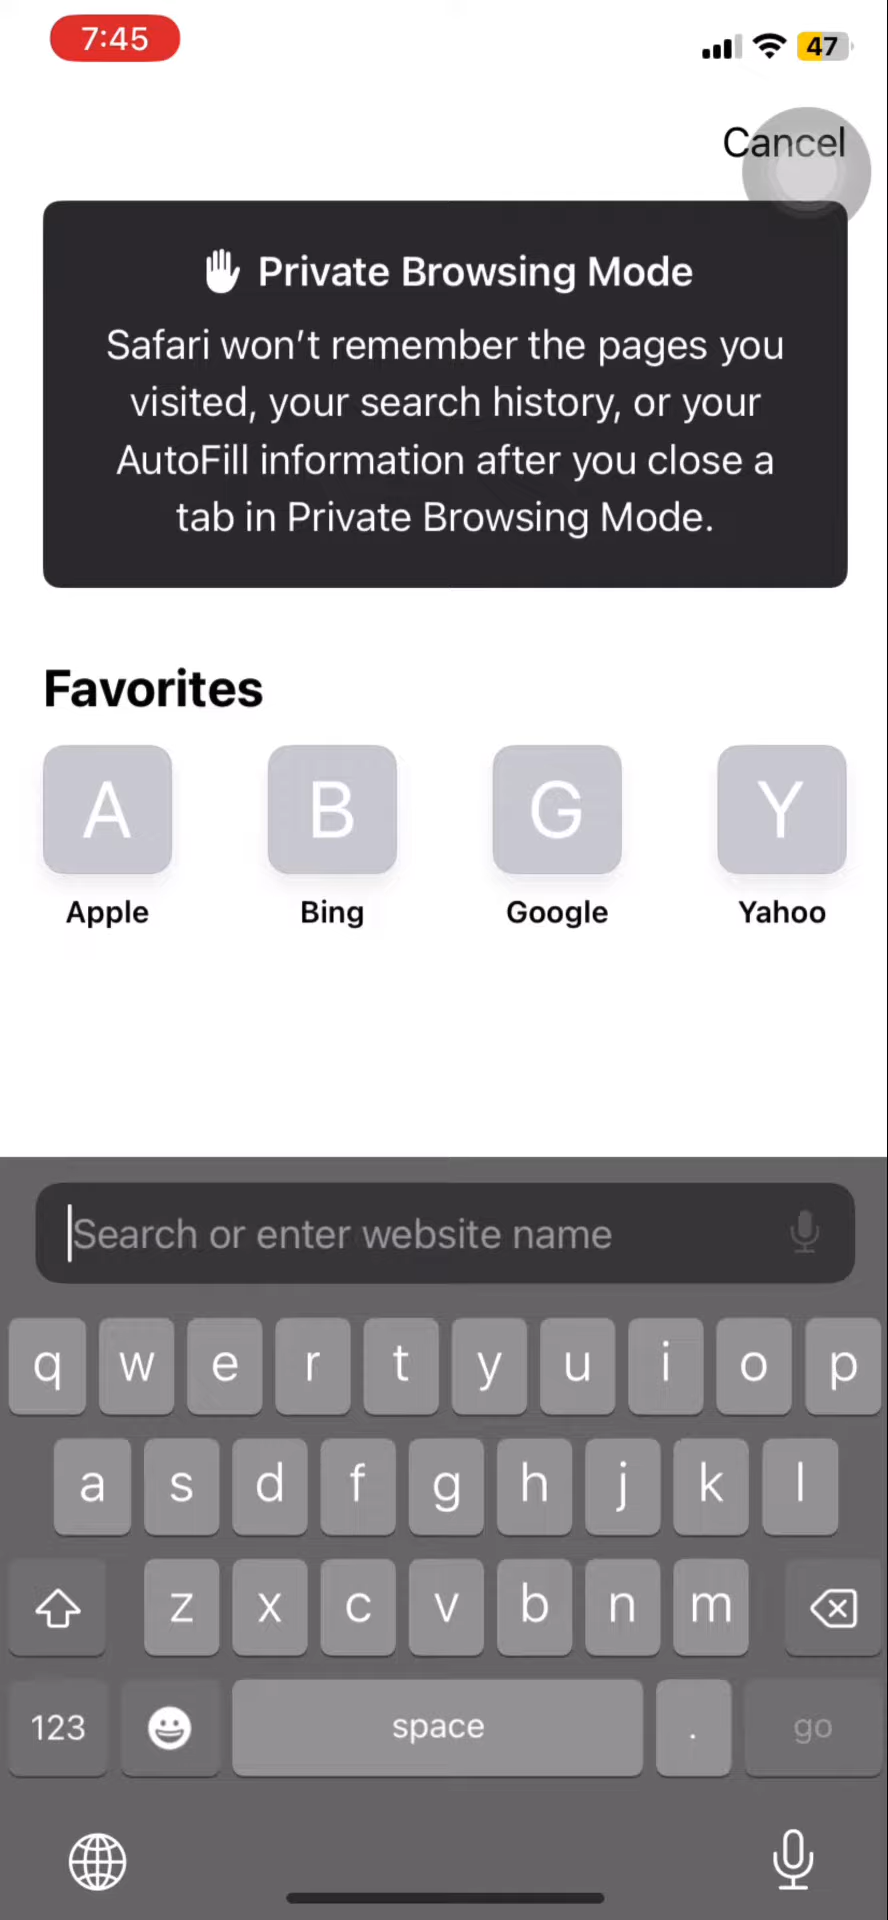 7:45
47
Cancel
Private Browsing Mode
Safari won’t remember the pages you
visited, your search history, or your
AutoFill information after you close a
tab in Private Browsing Mode.
Favorites
A B G Y
Apple Bing Google Yahoo
Search or enter website name
q w e r t y u i o p
a s d f g h j k l
z x c v b n m
123 space . go